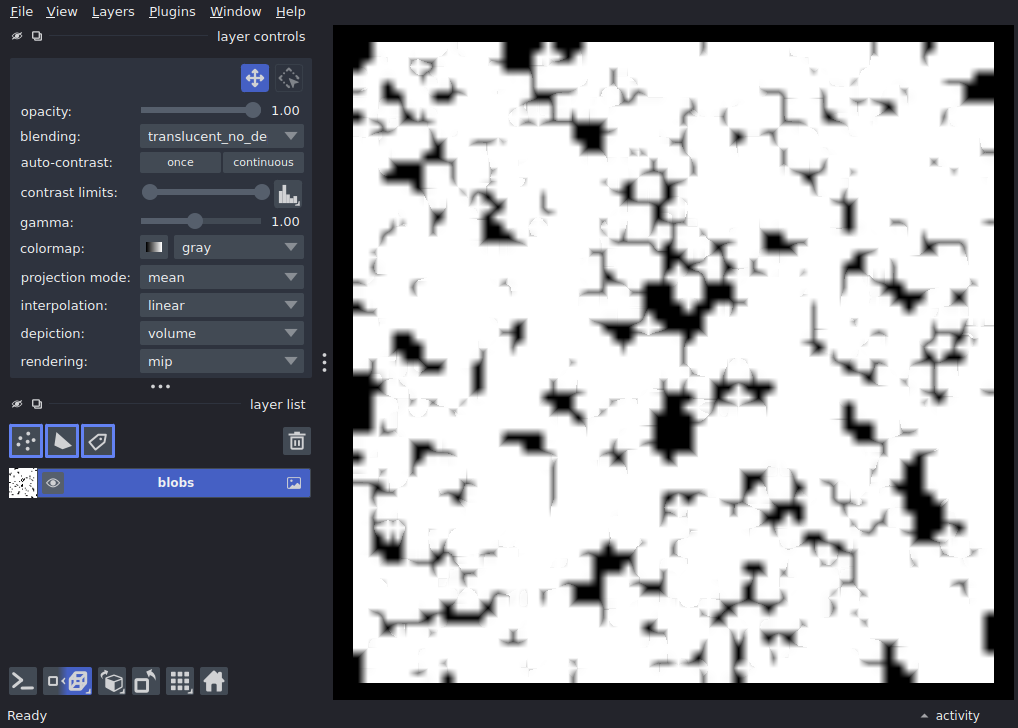 File View Layers Plugins Window Help
layer controls
opacity: 1.00
blending: translucent_no_de
auto-contrast: once continuous
contrast limits:
gamma: 1.00
colormap: gray
projection mode: mean
interpolation: linear
depiction: volume
rendering: mip
layer list
blobs
Ready activity